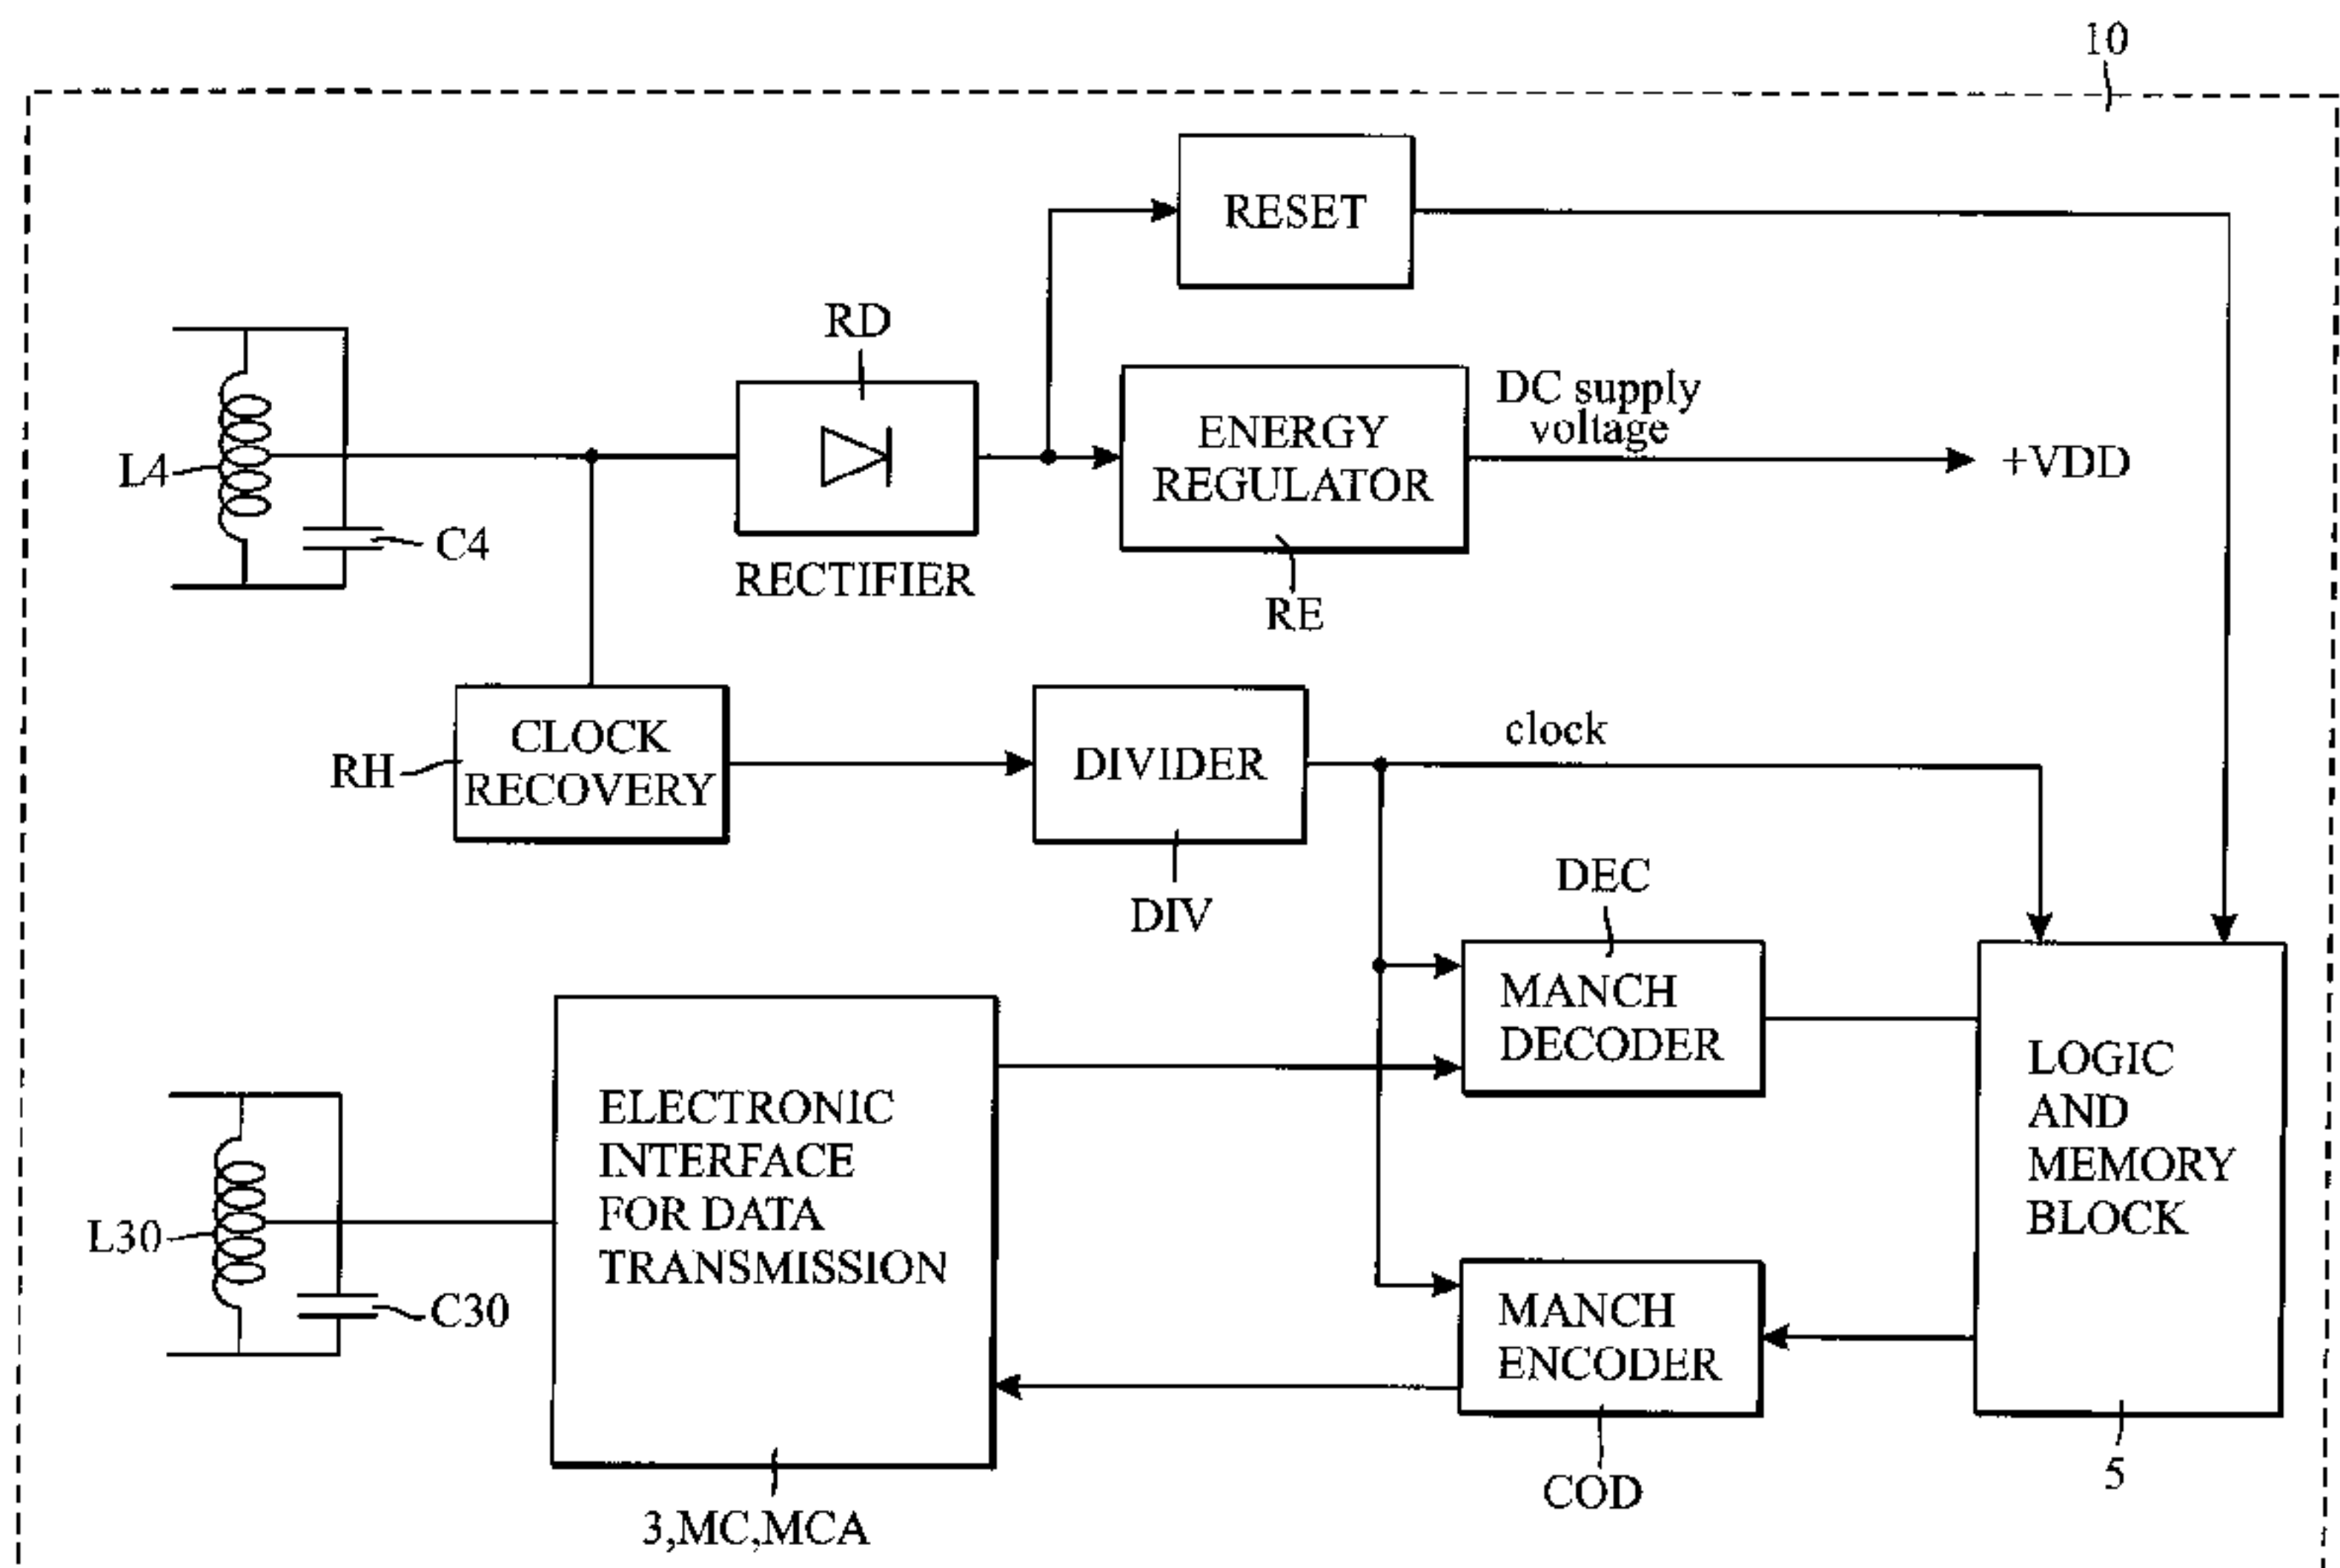 10
RESET
RD
DC supply
voltage
ENERGY
REGULATOR
+VDD
L4
C4
RECTIFIER
RE
CLOCK
RECOVERY
RH
DIVIDER
clock
DIV
DEC
MANCH
DECODER
ELECTRONIC
INTERFACE
FOR DATA
TRANSMISSION
LOGIC
AND
MEMORY
BLOCK
L30
C30
MANCH
ENCODER
COD
5
3,MC,MCA